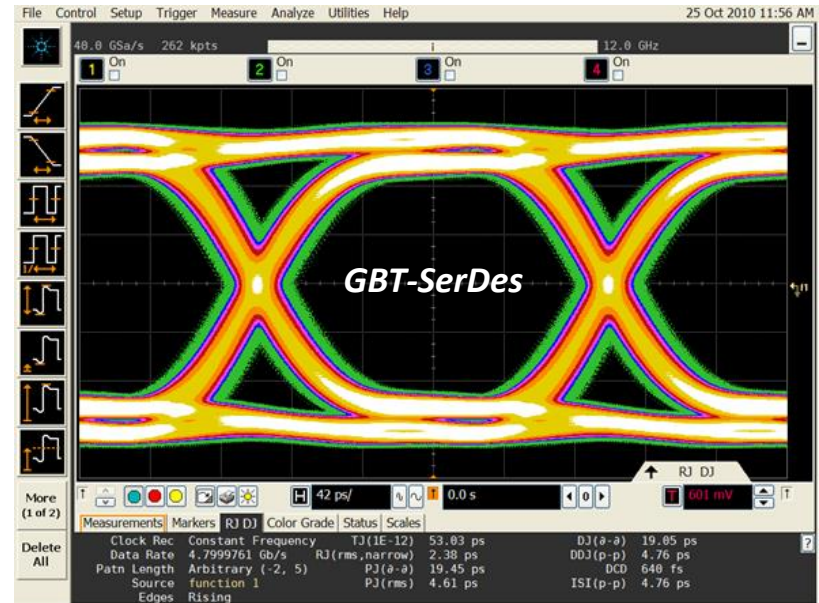 File Control Setup Trigger Measure Analyze Utilities Help 25 Oct 2010 11:56 AM
40.0 GSa/s 262 kpts 12.0 GHz
1 On 2 On 3 On 4 On
GBT-SerDes
RJ DJ
More
(1 of 2)
Delete
All
H 42 ps/ 0.0 s 0 T 601 mV
Measurements Markers RJ DJ Color Grade Status Scales
Clock Rec Constant Frequency TJ(1E-12) 53.03 ps DJ(∂-∂) 19.05 ps
Data Rate 4.7999761 Gb/s RJ(rms,narrow) 2.38 ps DDJ(p-p) 4.76 ps
Patn Length Arbitrary (-2, 5) PJ(∂-∂) 19.45 ps DCD 640 fs
Source function 1 PJ(rms) 4.61 ps ISI(p-p) 4.76 ps
Edges Rising
?